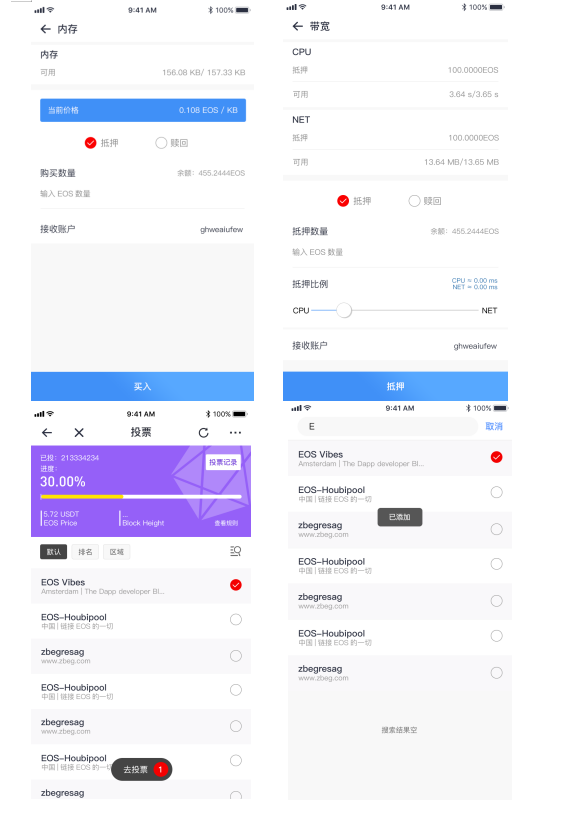 9:41 AM
100%
内存
内存
可用
156.08 KB/ 157.33 KB
当前价格
0.108 EOS / KB
抵押
赎回
购买数量
余额：455.2444EOS
输入 EOS 数量
接收账户
ghweaiufew
买入
9:41 AM
100%
带宽
CPU
抵押
100.0000EOS
可用
3.64 s/3.65 s
NET
抵押
100.0000EOS
可用
13.64 MB/13.65 MB
抵押
赎回
抵押数量
余额：455.2444EOS
输入 EOS 数量
抵押比例
CPU ≈ 0.00 ms
NET ≈ 0.00 ms
CPU
NET
接收账户
ghweaiufew
抵押
9:41 AM
100%
投票
已投：213334234
进度：
30.00%
投票记录
5.72 USDT
EOS Price
...
Block Height
查看规则
默认
排名
区域
EOS Vibes
Amsterdam | The Dapp developer Bl...
EOS-Houbipool
中国 | 链接 EOS 的一切
zbegresag
www.zbeg.com
EOS-Houbipool
中国 | 链接 EOS 的一切
zbegresag
www.zbeg.com
EOS-Houbipool
中国 | 链接 EOS 的一切
去投票
1
zbegresag
9:41 AM
100%
E
取消
EOS Vibes
Amsterdam | The Dapp developer Bl...
EOS-Houbipool
中国 | 链接 EOS 的一切
已添加
zbegresag
www.zbeg.com
EOS-Houbipool
中国 | 链接 EOS 的一切
zbegresag
www.zbeg.com
EOS-Houbipool
中国 | 链接 EOS 的一切
zbegresag
www.zbeg.com
搜索结果空